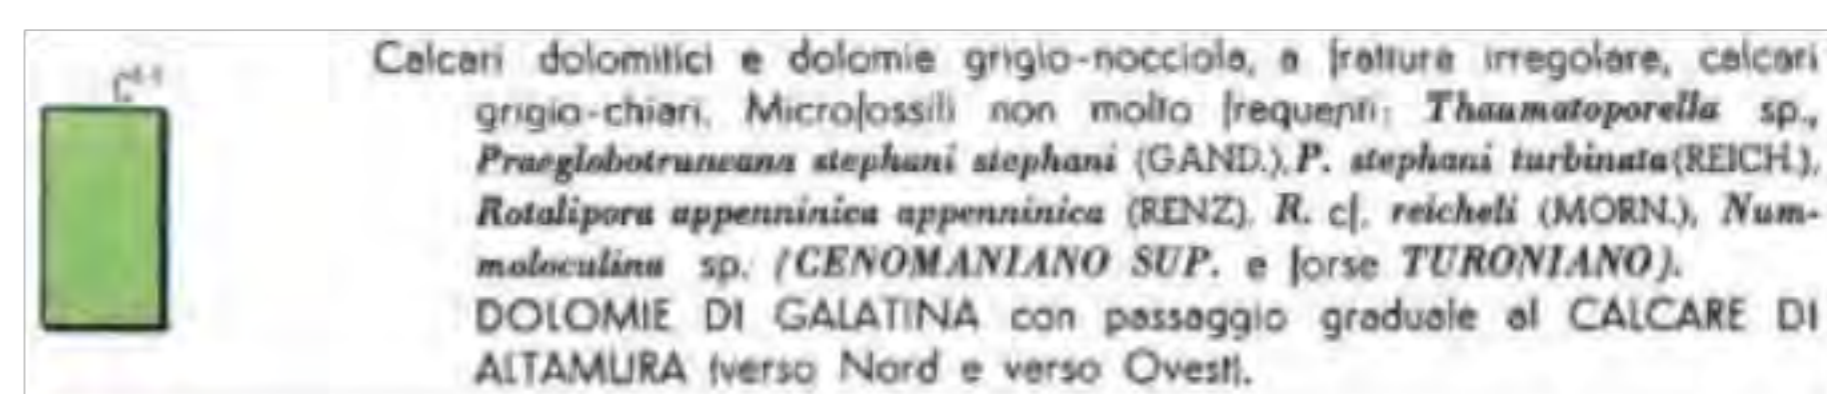 Calcari dolomitici e dolomie grigio-nocciola, a frattura irregolare, calcari
grigio-chiari. Microfossili non molto frequenti: Thaumatoporella sp.,
Praeglobotruncana stephani stephani (GAND.), P. stephani turbinata (REICH.),
Rotalipora appenninica appenninica (RENZ). R. cf. reicheli (MORN.), Num-
moloculina sp. (CENOMANIANO SUP. e forse TURONIANO).
DOLOMIE DI GALATINA con passaggio graduale al CALCARE DI
ALTAMURA (verso Nord e verso Ovest).